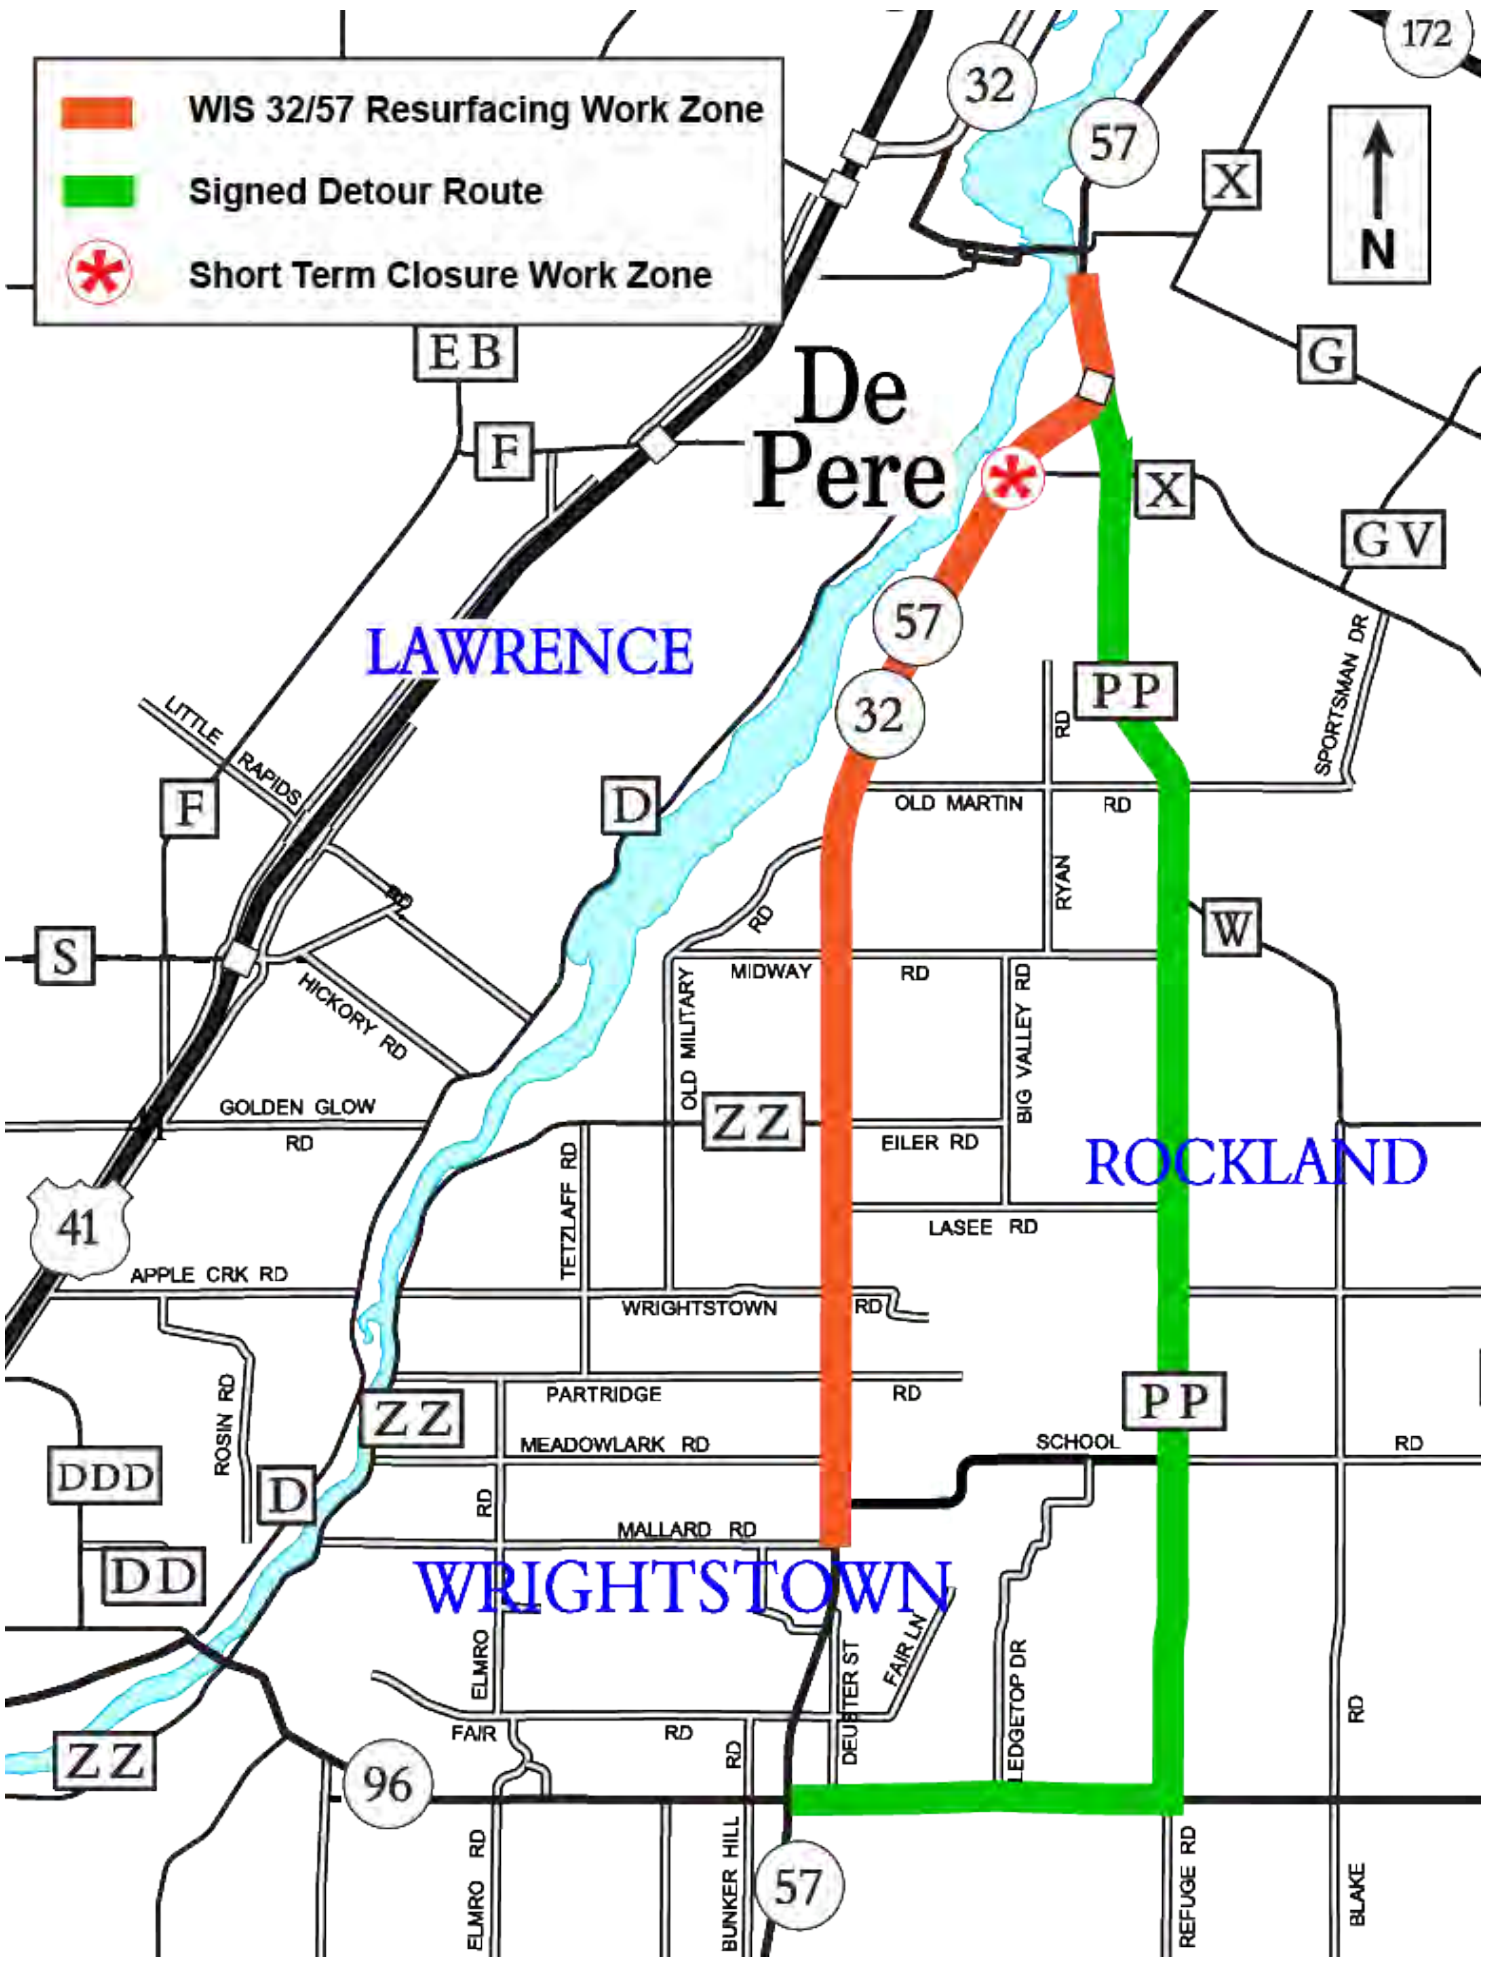 172
32
57
WIS 32/57 Resurfacing Work Zone
X
Signed Detour Route
N
Short Term Closure Work Zone
EB
G
De
Pere
F
X
GV
57
LAWRENCE
PP
32
SPORTSMAN DR
LITTLE RAPIDS
RD
RD
F
D
OLD MARTIN RD
RYAN
RD
W
S
MIDWAY RD
HICKORY RD
OLD MILITARY
BIG VALLEY RD
GOLDEN GLOW
RD
ZZ
EILER RD
TETZLAFF RD
ROCKLAND
41
LASEE RD
APPLE CRK RD
WRIGHTSTOWN RD
ROSIN RD
PARTRIDGE RD
PP
ZZ
MEADOWLARK RD
SCHOOL RD
DDD
D
RD
MALLARD RD
DD
WRIGHTSTOWN
ELMRO
FAIR LN
DEUSTER ST
LEDGETOP DR
RD
FAIR RD
RD
ZZ
96
ELMRO RD
BUNKER HILL
57
REFUGE RD
BLAKE